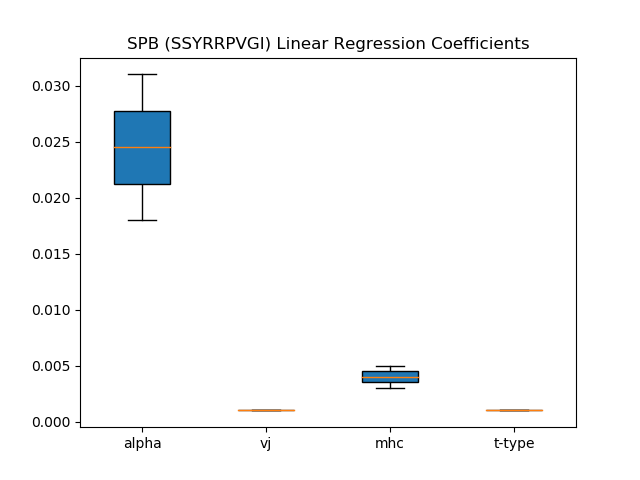 SPB (SSYRRPVGI) Linear Regression Coefficients
0.030
0.025
0.020
0.015
0.010
0.005
0.000
alpha
vj
mhc
t-type